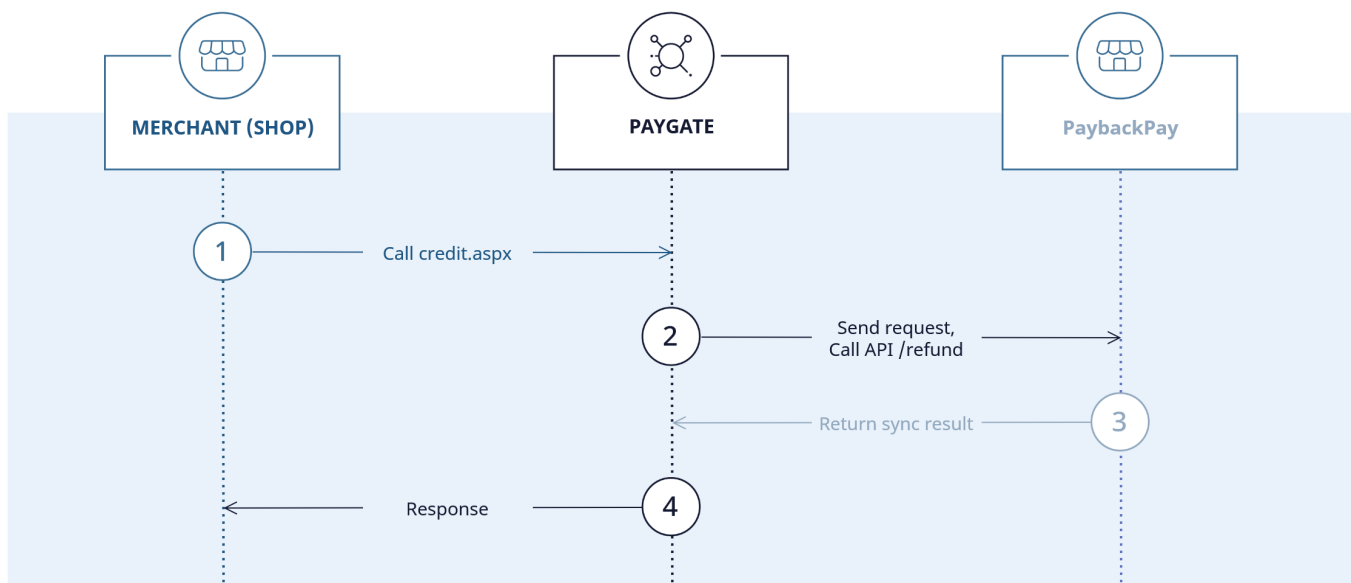 MERCHANT (SHOP)
PAYGATE
PaybackPay
1
Call credit.aspx
2
Send request,
Call API /refund
Return sync result
3
Response
4